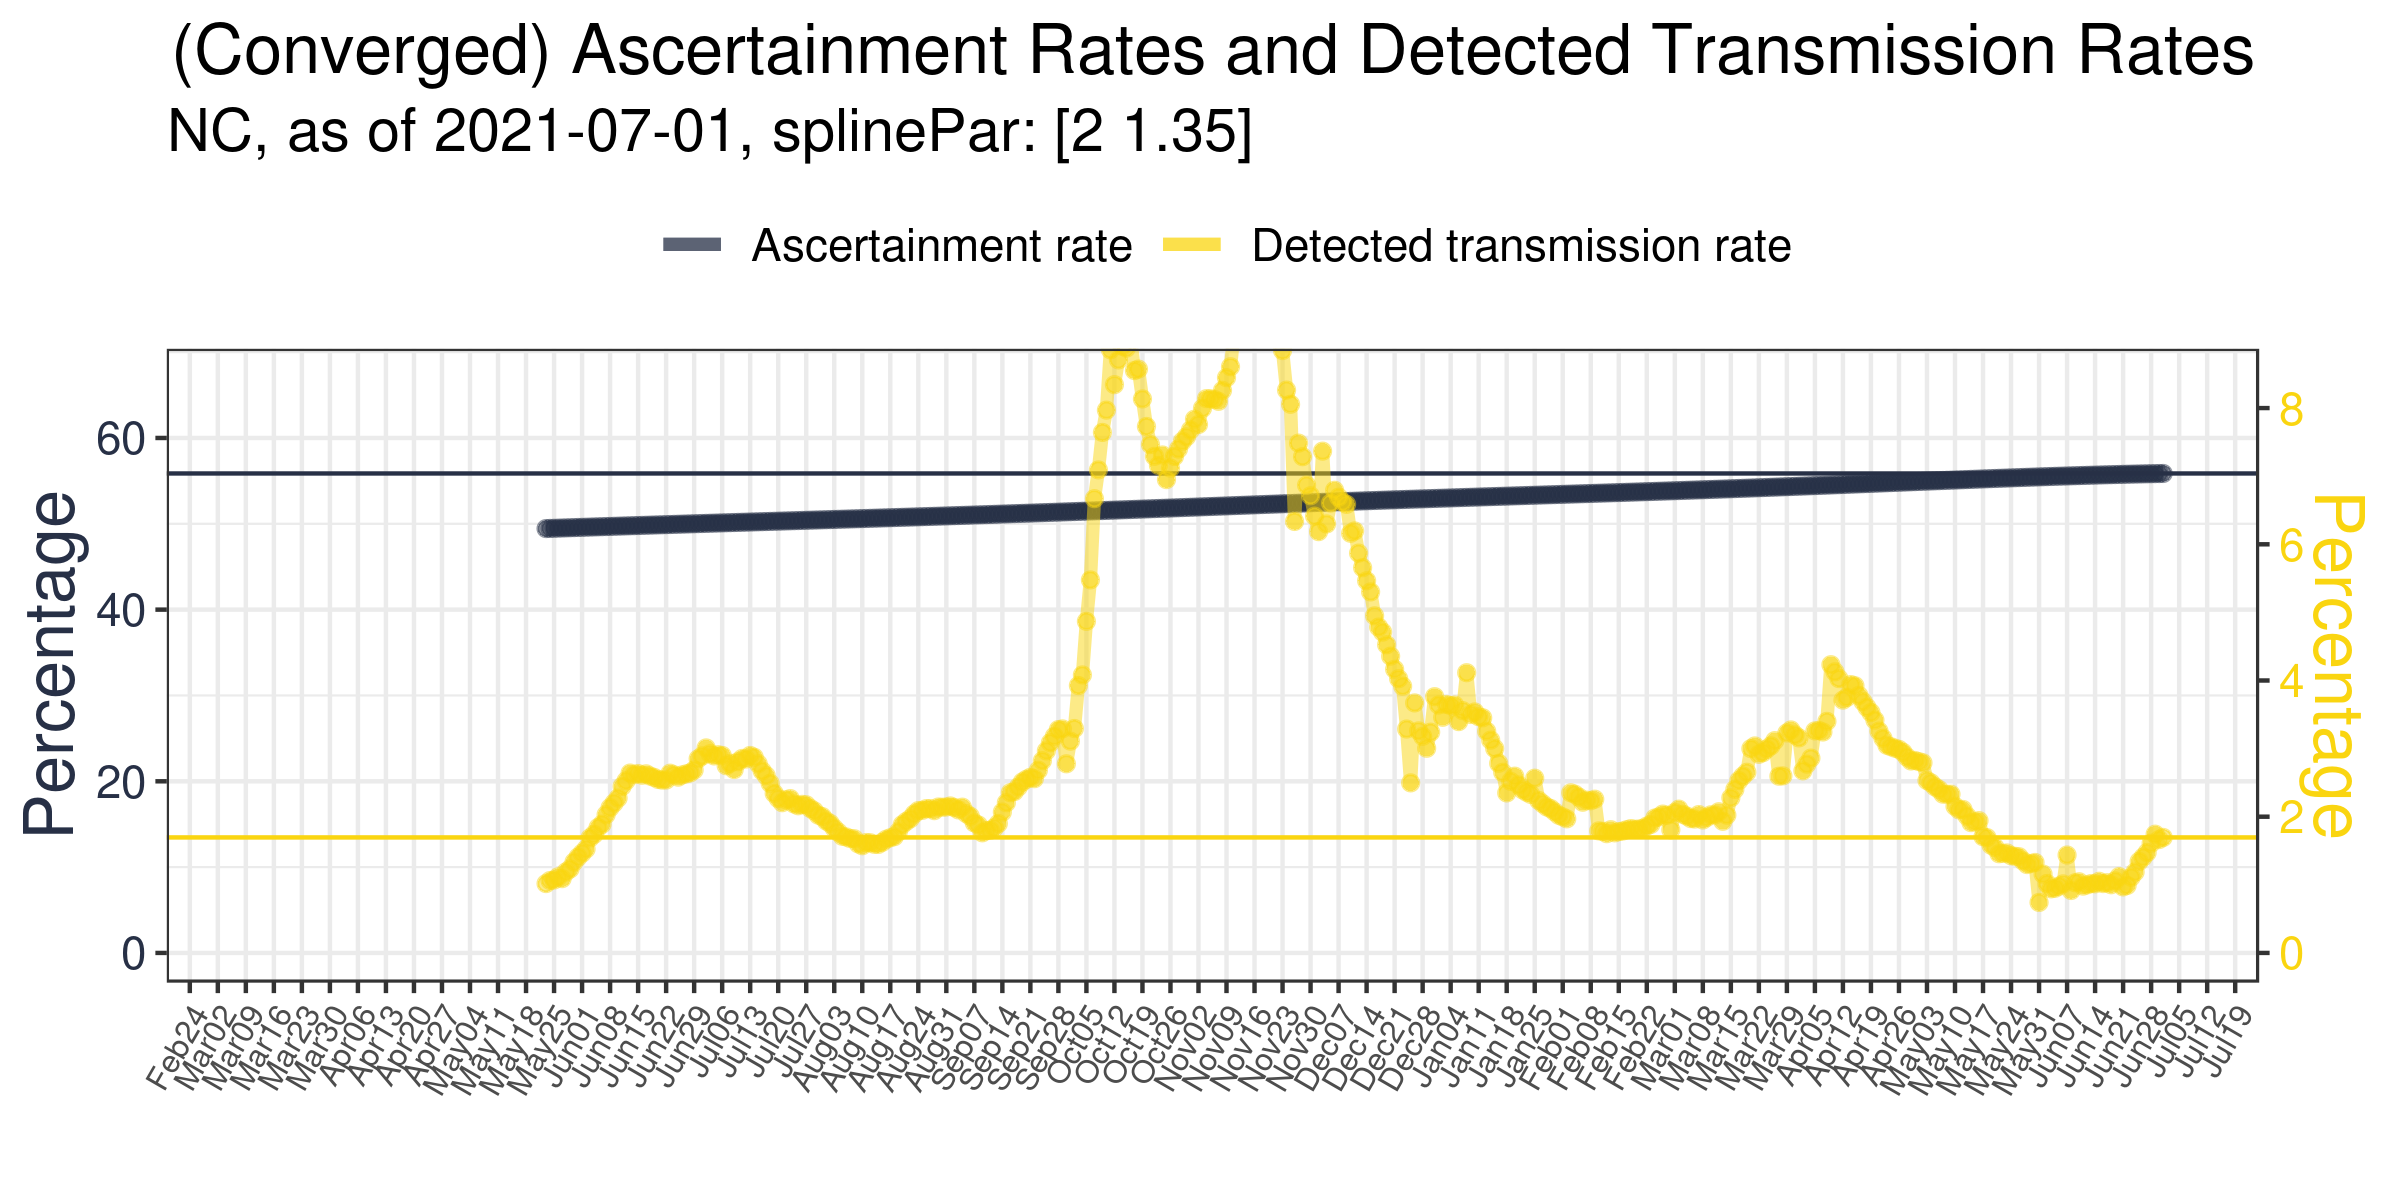 (Converged) Ascertainment Rates and Detected Transmission Rates
NC, as of 2021-07-01, splinePar: [2 1.35]
Ascertainment rate
Detected transmission rate
Percentage
60
40
20
0
8
6
4
2
0
Percentage
Feb24
Mar02
Mar09
Mar16
Mar23
Mar30
Apr06
Apr13
Apr20
Apr27
May04
May11
May18
May25
Jun01
Jun08
Jun15
Jun22
Jun29
Jul06
Jul13
Jul20
Jul27
Aug03
Aug10
Aug17
Aug24
Aug31
Sep07
Sep14
Sep21
Sep28
Oct05
Oct12
Oct19
Oct26
Nov02
Nov09
Nov16
Nov23
Nov30
Dec07
Dec14
Dec21
Dec28
Jan04
Jan11
Jan18
Jan25
Feb01
Feb08
Feb15
Feb22
Mar01
Mar08
Mar15
Mar22
Mar29
Apr05
Apr12
Apr19
Apr26
May03
May10
May17
May24
May31
Jun07
Jun14
Jun21
Jun28
Jul05
Jul12
Jul19